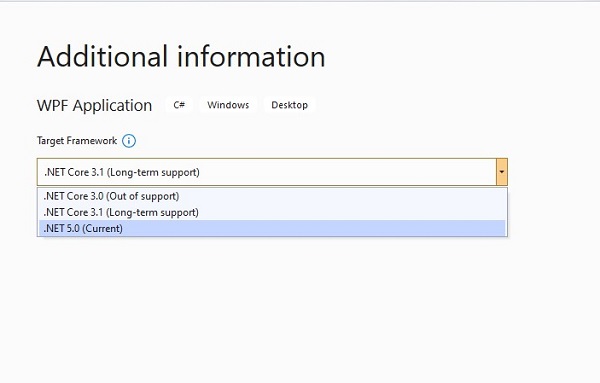 Additional information
WPF Application C# Windows Desktop
Target Framework
.NET Core 3.1 (Long-term support)
.NET Core 3.0 (Out of support)
.NET Core 3.1 (Long-term support)
.NET 5.0 (Current)